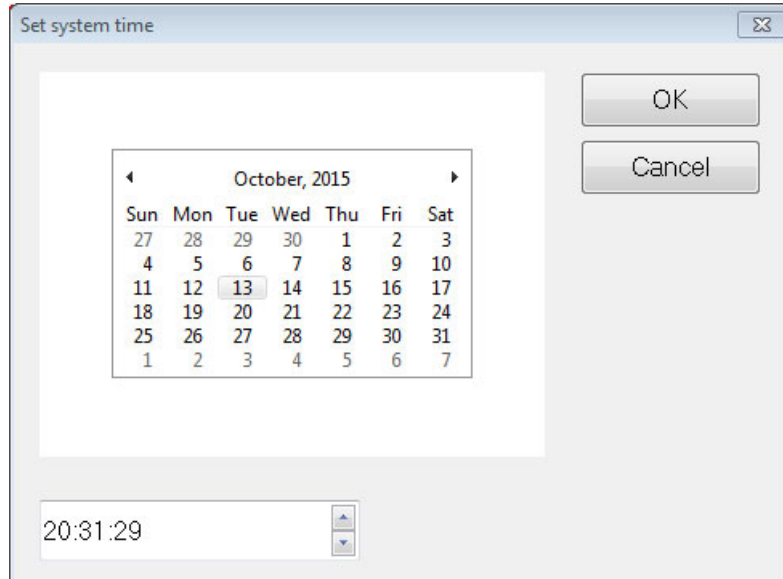 Set system time
OK
Cancel
October, 2015
Sun Mon Tue Wed Thu Fri Sat
27 28 29 30 1 2 3
4 5 6 7 8 9 10
11 12 13 14 15 16 17
18 19 20 21 22 23 24
25 26 27 28 29 30 31
1 2 3 4 5 6 7
20:31:29